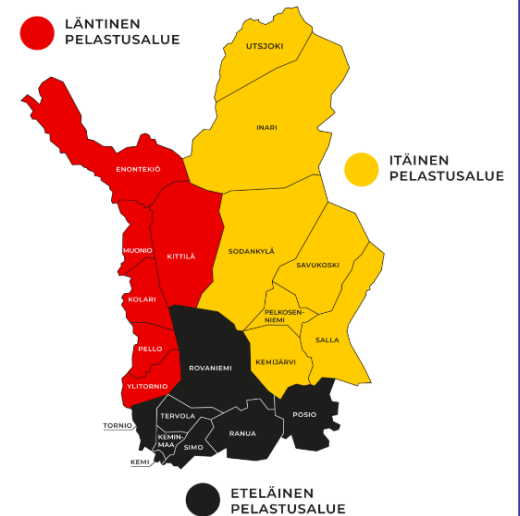 LÄNTINEN
PELASTUSALUE
UTSJOKI
INARI
ENONTEKIÖ
ITÄINEN
PELASTUSALUE
MUONIO
KITTILÄ
SODANKYLÄ
SAVUKOSKI
KOLARI
PELKOSEN-
NIEMI
SALLA
PELLO
KEMIJÄRVI
ROVANIEMI
YLITORNIO
TERVOLA
POSIO
TORNIO
KEMIN-
MAA
SIMO
RANUA
KEMI
ETELÄINEN
PELASTUSALUE